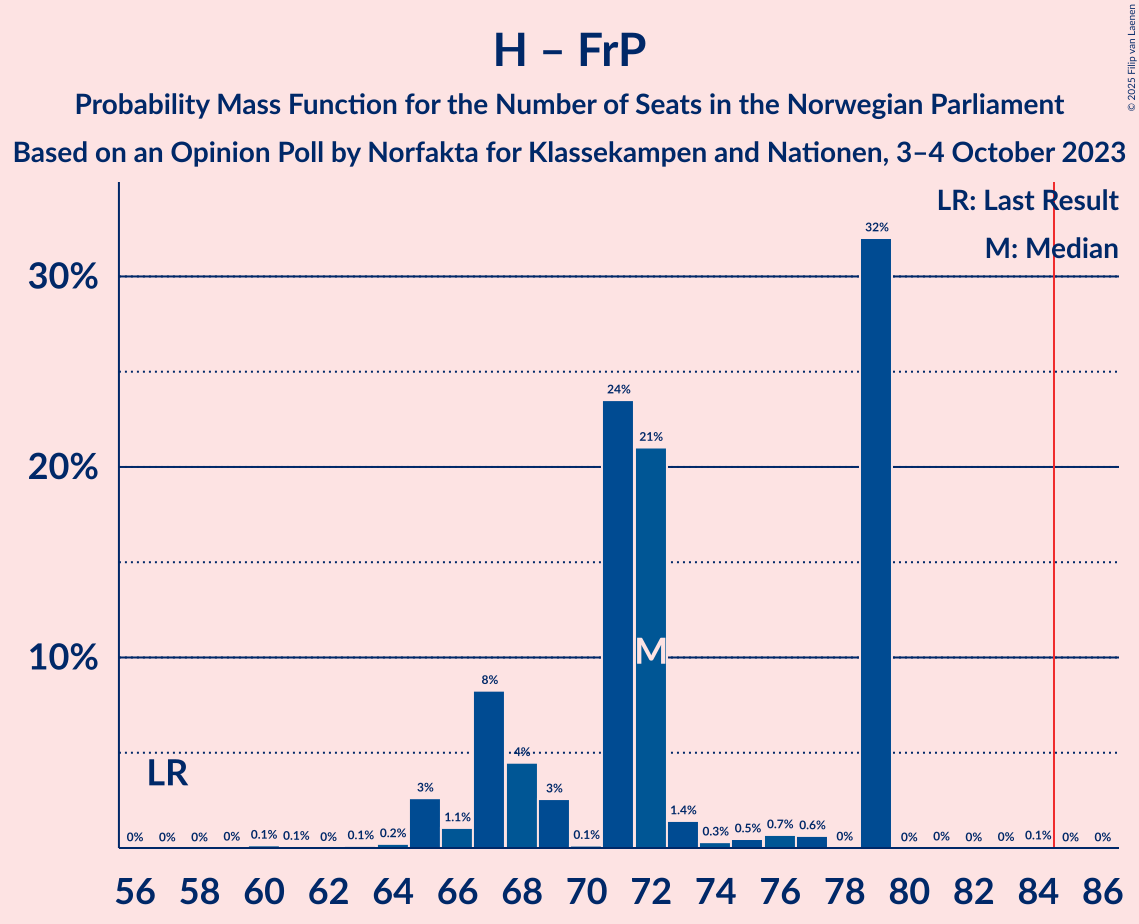 H – FrP
Probability Mass Function for the Number of Seats in the Norwegian Parliament
Based on an Opinion Poll by Norfakta for Klassekampen and Nationen, 3–4 October 2023
© 2025 Filip van Laenen
LR: Last Result
M: Median
30%
20%
10%
LR
M
0% 0% 0% 0% 0.1% 0.1% 0% 0.1% 0.2% 3% 1.1% 8% 4% 3% 0.1% 24% 21% 1.4% 0.3% 0.5% 0.7% 0.6% 0% 32% 0% 0% 0% 0% 0.1% 0% 0%
56 58 60 62 64 66 68 70 72 74 76 78 80 82 84 86